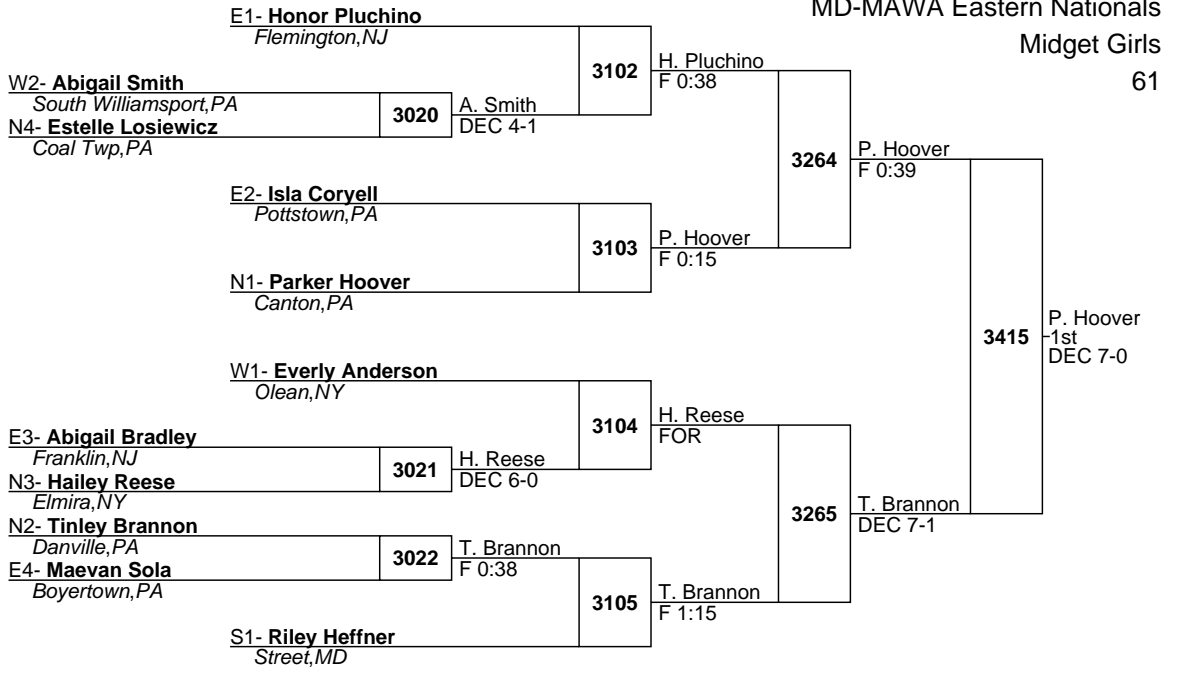 MD-MAWA Eastern Nationals
Midget Girls
61
E1- Honor Pluchino
Flemington,NJ
3102
H. Pluchino
F 0:38
W2- Abigail Smith
South Williamsport,PA
3020
A. Smith
DEC 4-1
N4- Estelle Losiewicz
Coal Twp,PA
3264
P. Hoover
F 0:39
E2- Isla Coryell
Pottstown,PA
3103
P. Hoover
F 0:15
N1- Parker Hoover
Canton,PA
3415
P. Hoover
1st
DEC 7-0
W1- Everly Anderson
Olean,NY
3104
H. Reese
FOR
E3- Abigail Bradley
Franklin,NJ
3021
H. Reese
DEC 6-0
N3- Hailey Reese
Elmira,NY
3265
T. Brannon
DEC 7-1
N2- Tinley Brannon
Danville,PA
3022
T. Brannon
F 0:38
E4- Maevan Sola
Boyertown,PA
3105
T. Brannon
F 1:15
S1- Riley Heffner
Street,MD